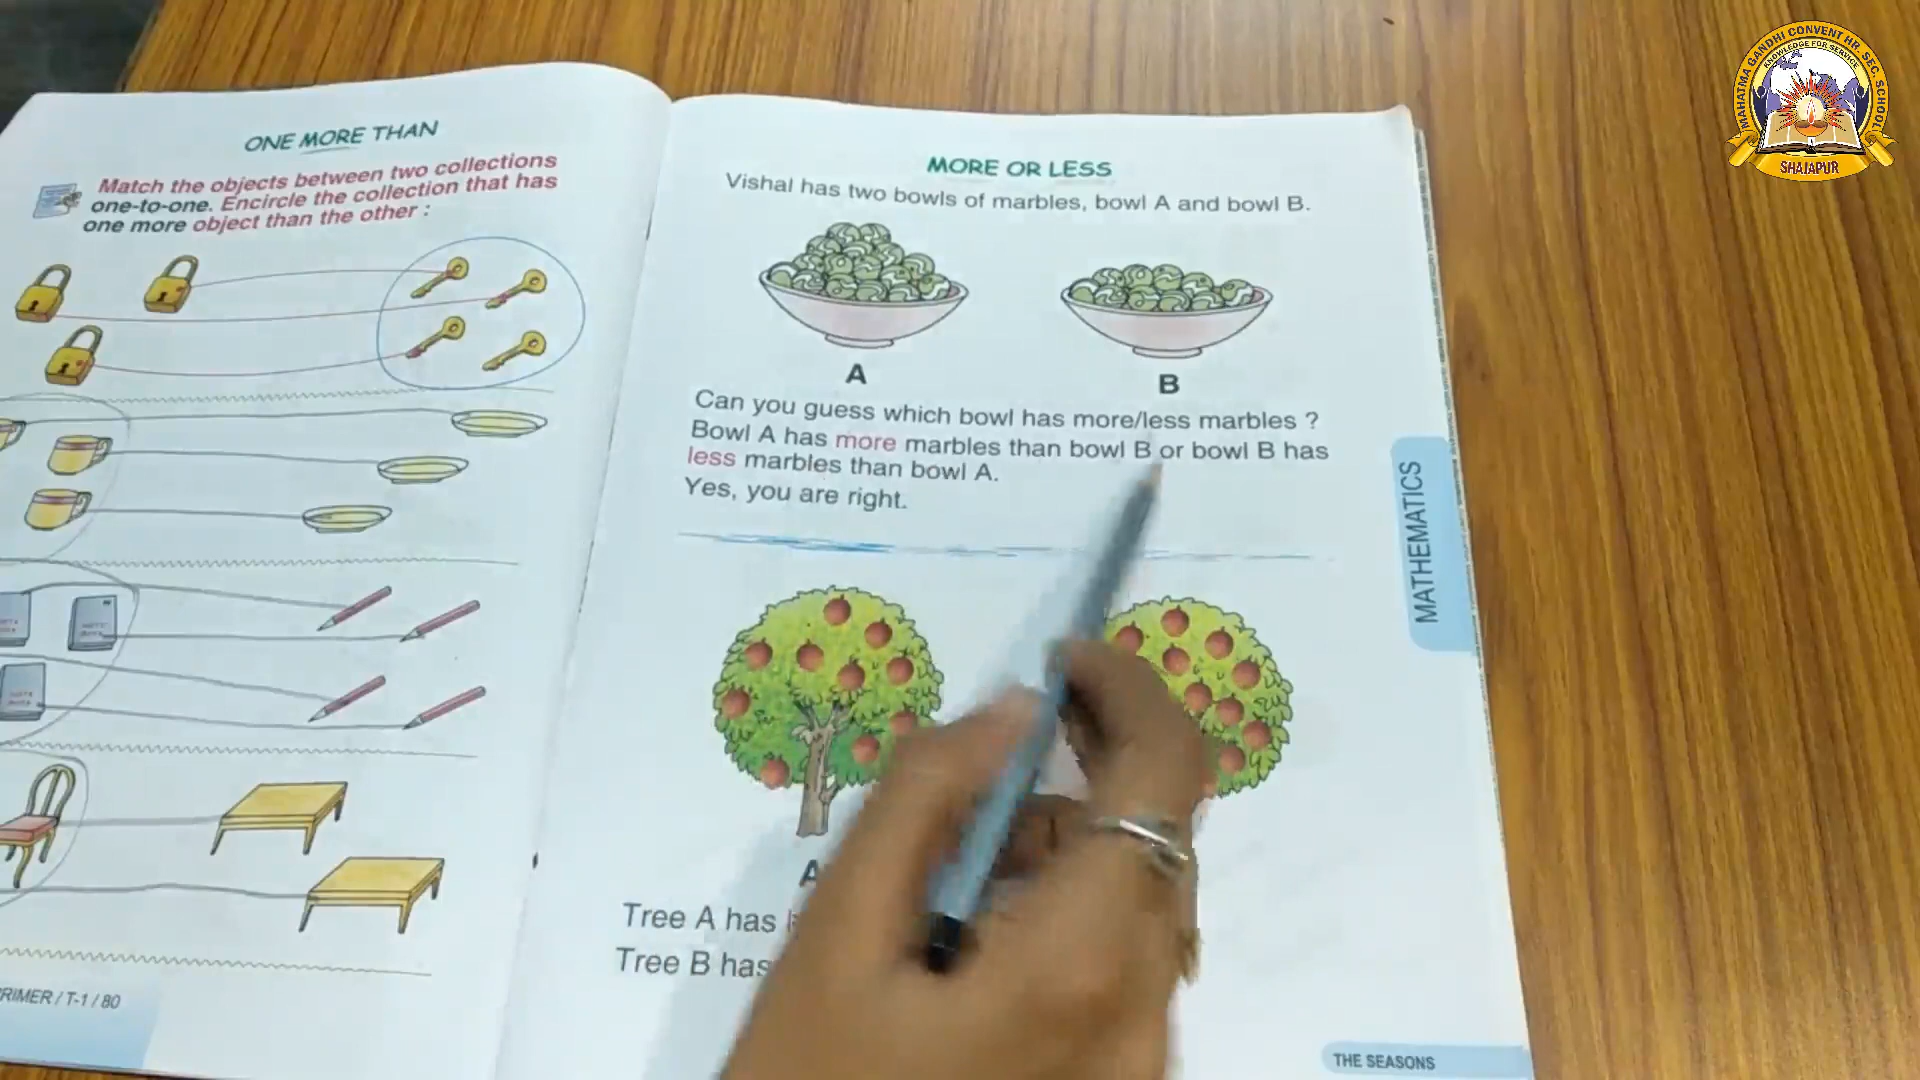 ONE MORE THAN
Match the objects between two collections
one-to-one. Encircle the collection that has
one more object than the other :
RIMER / T-1 / 80
MORE OR LESS
Vishal has two bowls of marbles, bowl A and bowl B.
A
B
Can you guess which bowl has more/less marbles ?
Bowl A has more marbles than bowl B or bowl B has
less marbles than bowl A.
Yes, you are right.
A
Tree A has
Tree B has
MATHEMATICS
THE SEASONS
MAHATMA GANDHI CONVENT HR. SEC. SCHOOL
KNOWLEDGE FOR SERVICE
SHAJAPUR